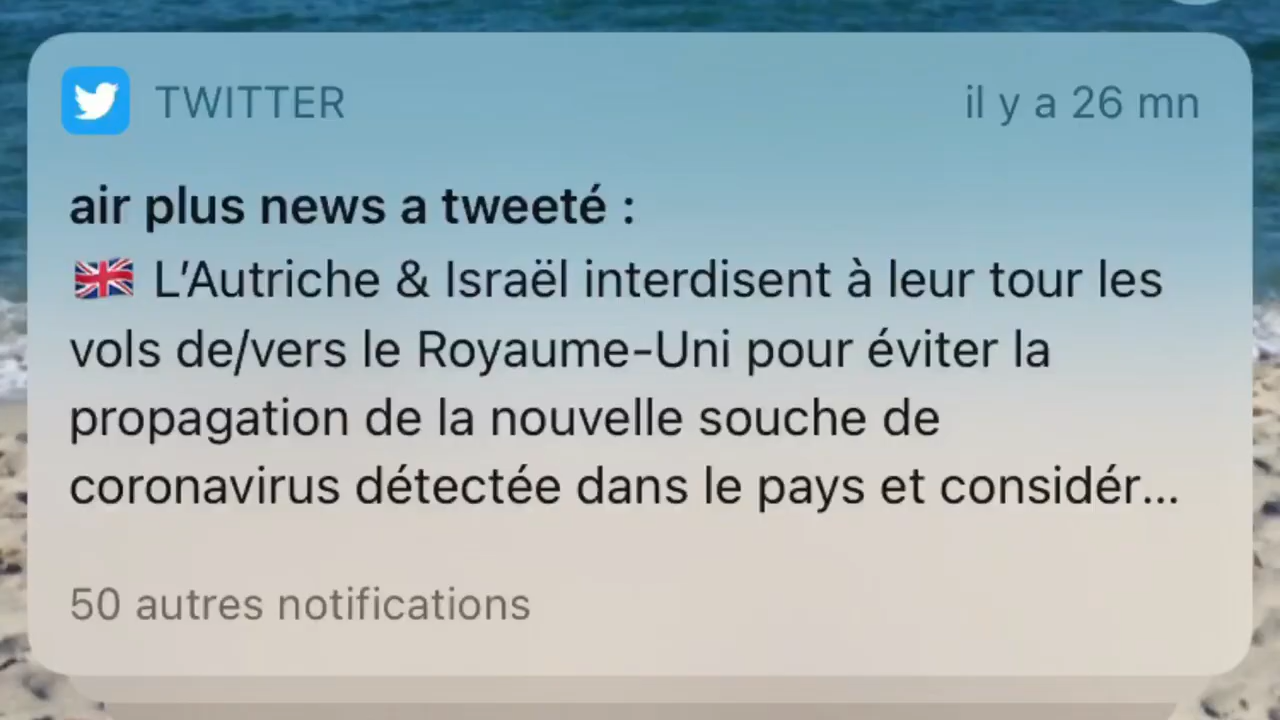 TWITTER
il y a 26 mn
air plus news a tweeté :
🇬🇧 L’Autriche & Israël interdisent à leur tour les
vols de/vers le Royaume-Uni pour éviter la
propagation de la nouvelle souche de
coronavirus détectée dans le pays et considér...
50 autres notifications